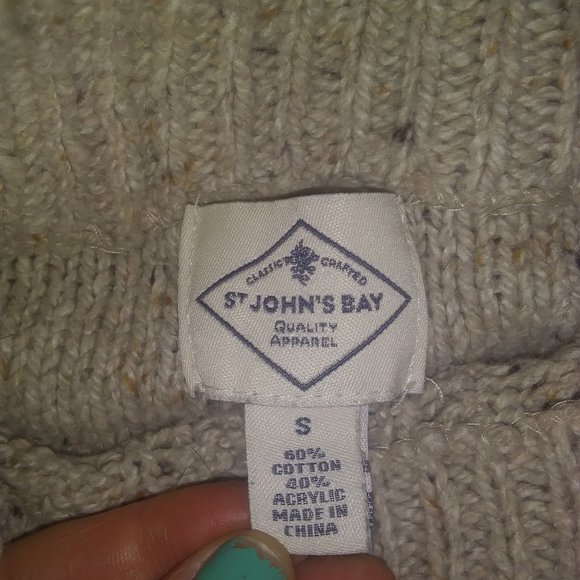 CLASSIC CRAFTED
ST JOHN'S BAY
QUALITY
APPAREL
S
60%
COTTON
40%
ACRYLIC
MADE IN
CHINA